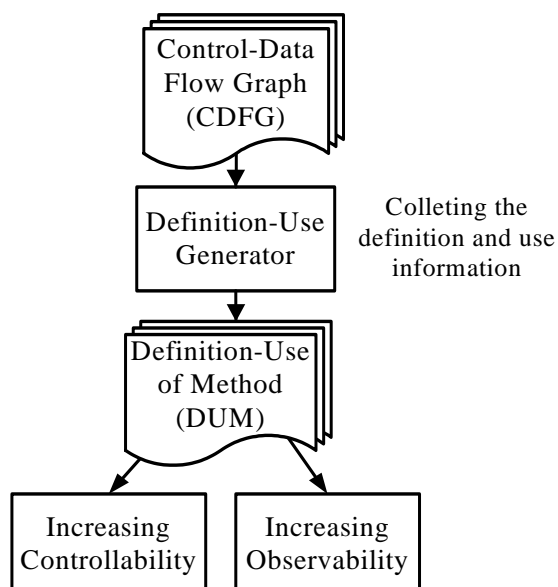 Control-Data
Flow Graph
(CDFG)
Definition-Use
Generator
Colleting the
definition and use
information
Definition-Use
of Method
(DUM)
Increasing
Controllability
Increasing
Observability